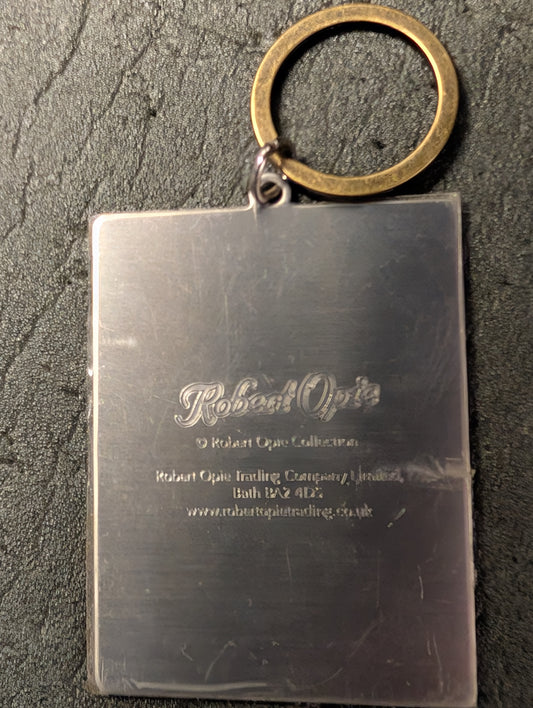 Robert Opie
© Robert Opie Collection
Robert Opie Trading Company Limited,
Bath BA2 4DS
www.robertopietrading.co.uk